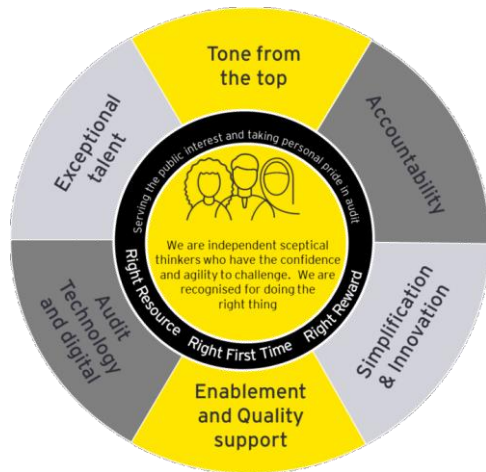 Tone from
the top
Accountability
Simplification
& Innovation
Enablement
and Quality
support
Audit
Technology
and digital
Exceptional
talent
Serving the public interest and taking personal pride in audit
We are independent sceptical
thinkers who have the confidence
and agility to challenge.  We are
recognised for doing the
right thing
Right Resource   Right First Time   Right Reward